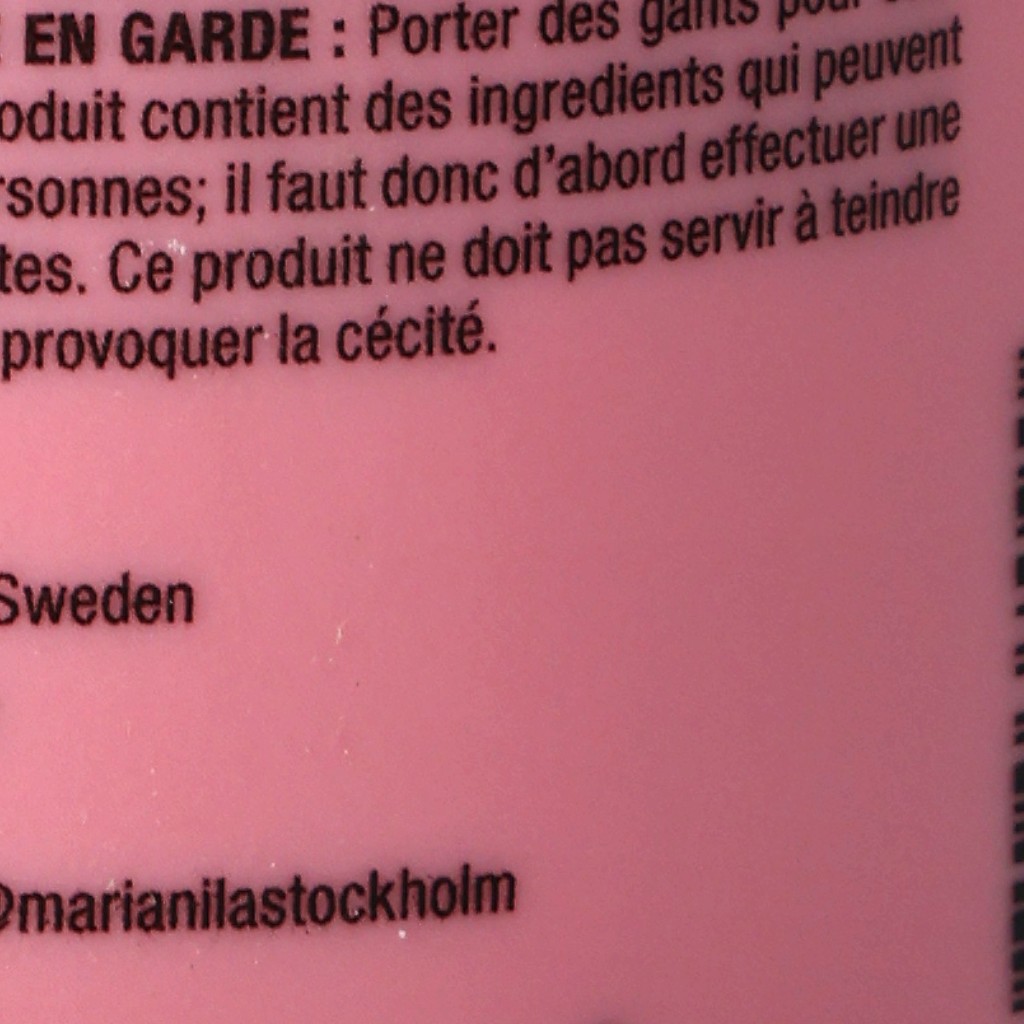 EN GARDE : Porter des gants pour
oduit contient des ingredients qui peuvent
rsonnes; il faut donc d'abord effectuer une
tes. Ce produit ne doit pas servir à teindre
provoquer la cécité.
Sweden
@marianilastockholm